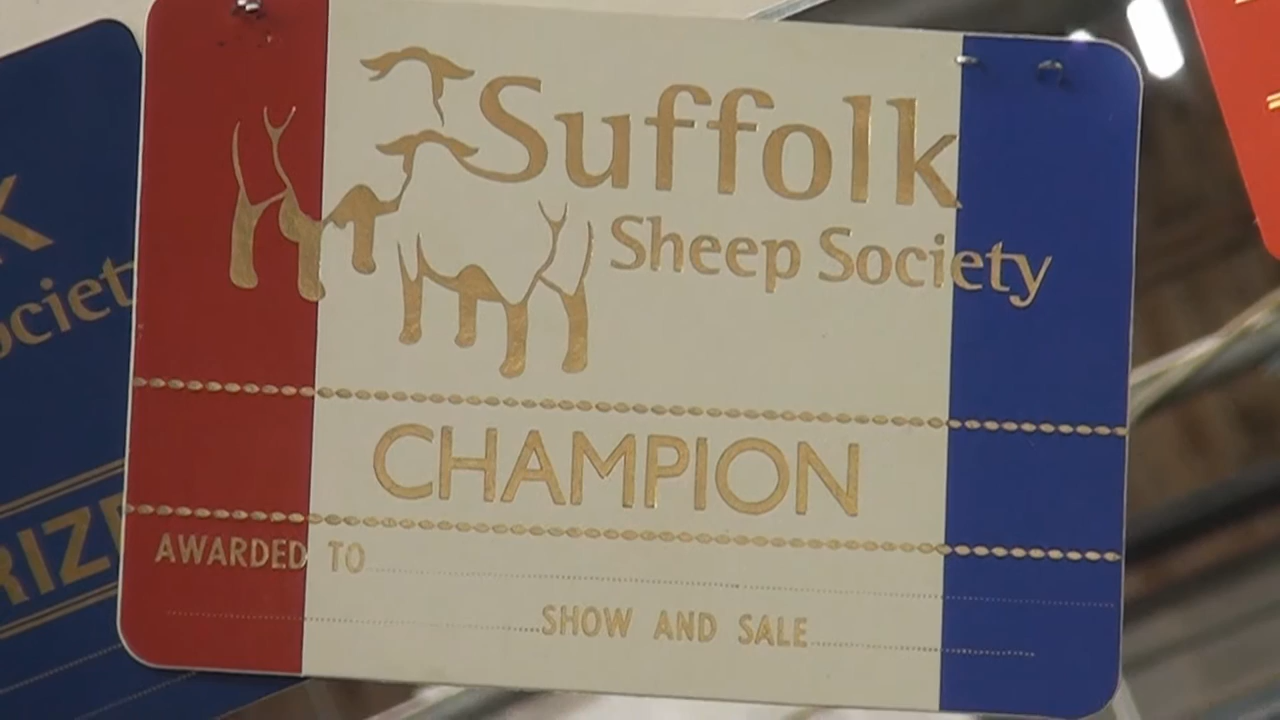 Suffolk
Sheep Society
CHAMPION
AWARDED TO
SHOW AND SALE